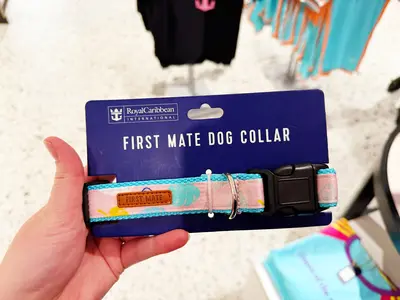 RoyalCaribbean
INTERNATIONAL
FIRST MATE DOG COLLAR
FIRST MATE